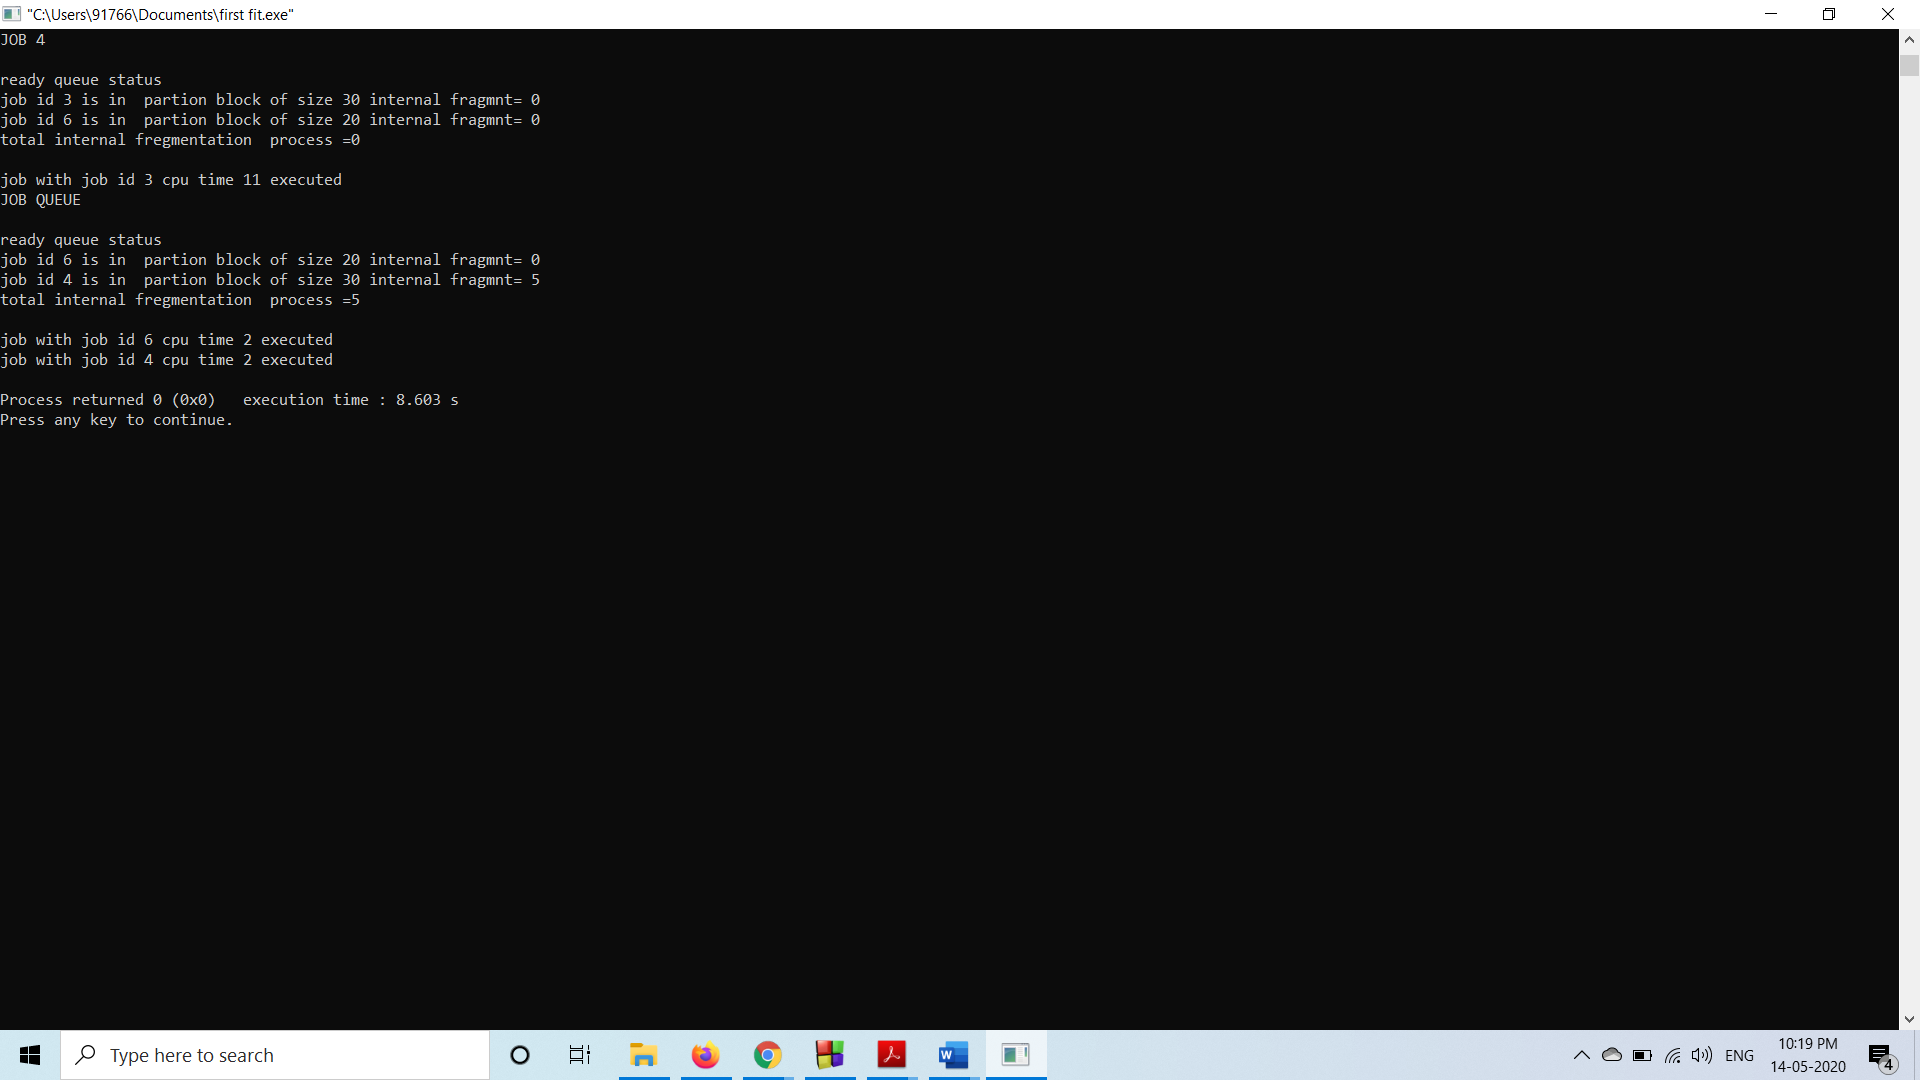 "C:\Users\91766\Documents\first fit.exe"
JOB 4
ready queue status
job id 3 is in  partion block of size 30 internal fragmnt= 0
job id 6 is in  partion block of size 20 internal fragmnt= 0
total internal fregmentation  process =0
job with job id 3 cpu time 11 executed
JOB QUEUE
ready queue status
job id 6 is in  partion block of size 20 internal fragmnt= 0
job id 4 is in  partion block of size 30 internal fragmnt= 5
total internal fregmentation  process =5
job with job id 6 cpu time 2 executed
job with job id 4 cpu time 2 executed
Process returned 0 (0x0)   execution time : 8.603 s
Press any key to continue.
Type here to search
W
ENG
10:19 PM
14-05-2020
4